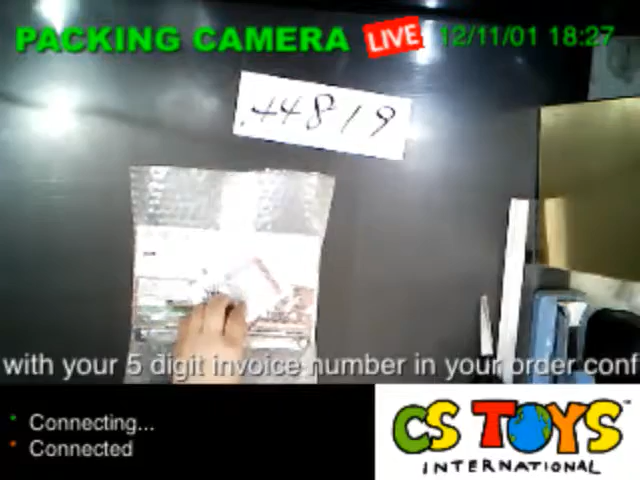 PACKING CAMERA LIVE 12/11/01 18:27
44819
with your 5 digit invoice number in your order conf
Connecting...
Connected
CS TOYS™
INTERNATIONAL